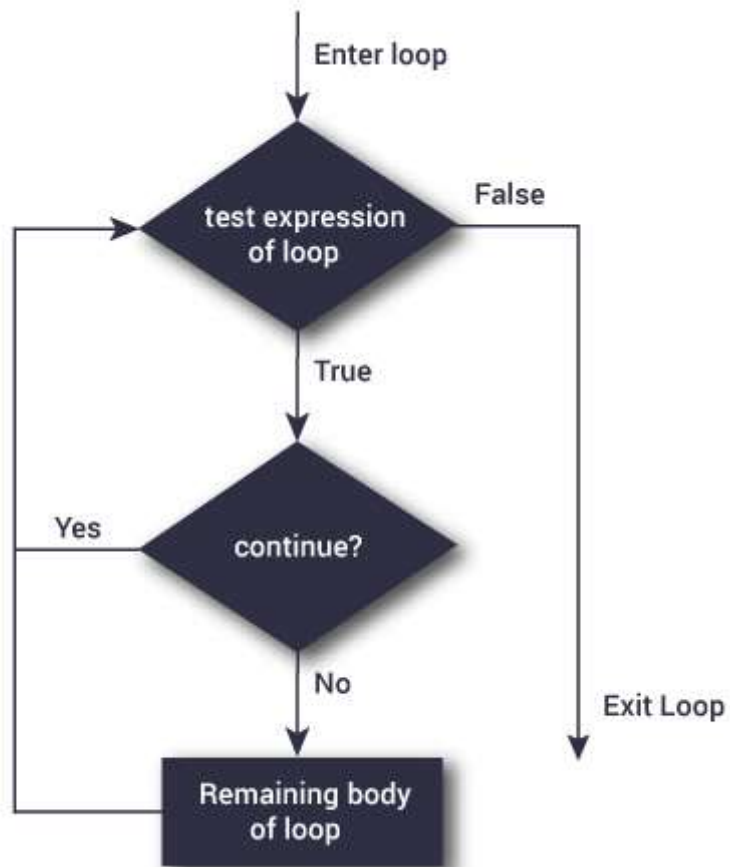 Enter loop
test expression
of loop
False
True
continue?
Yes
No
Exit Loop
Remaining body
of loop